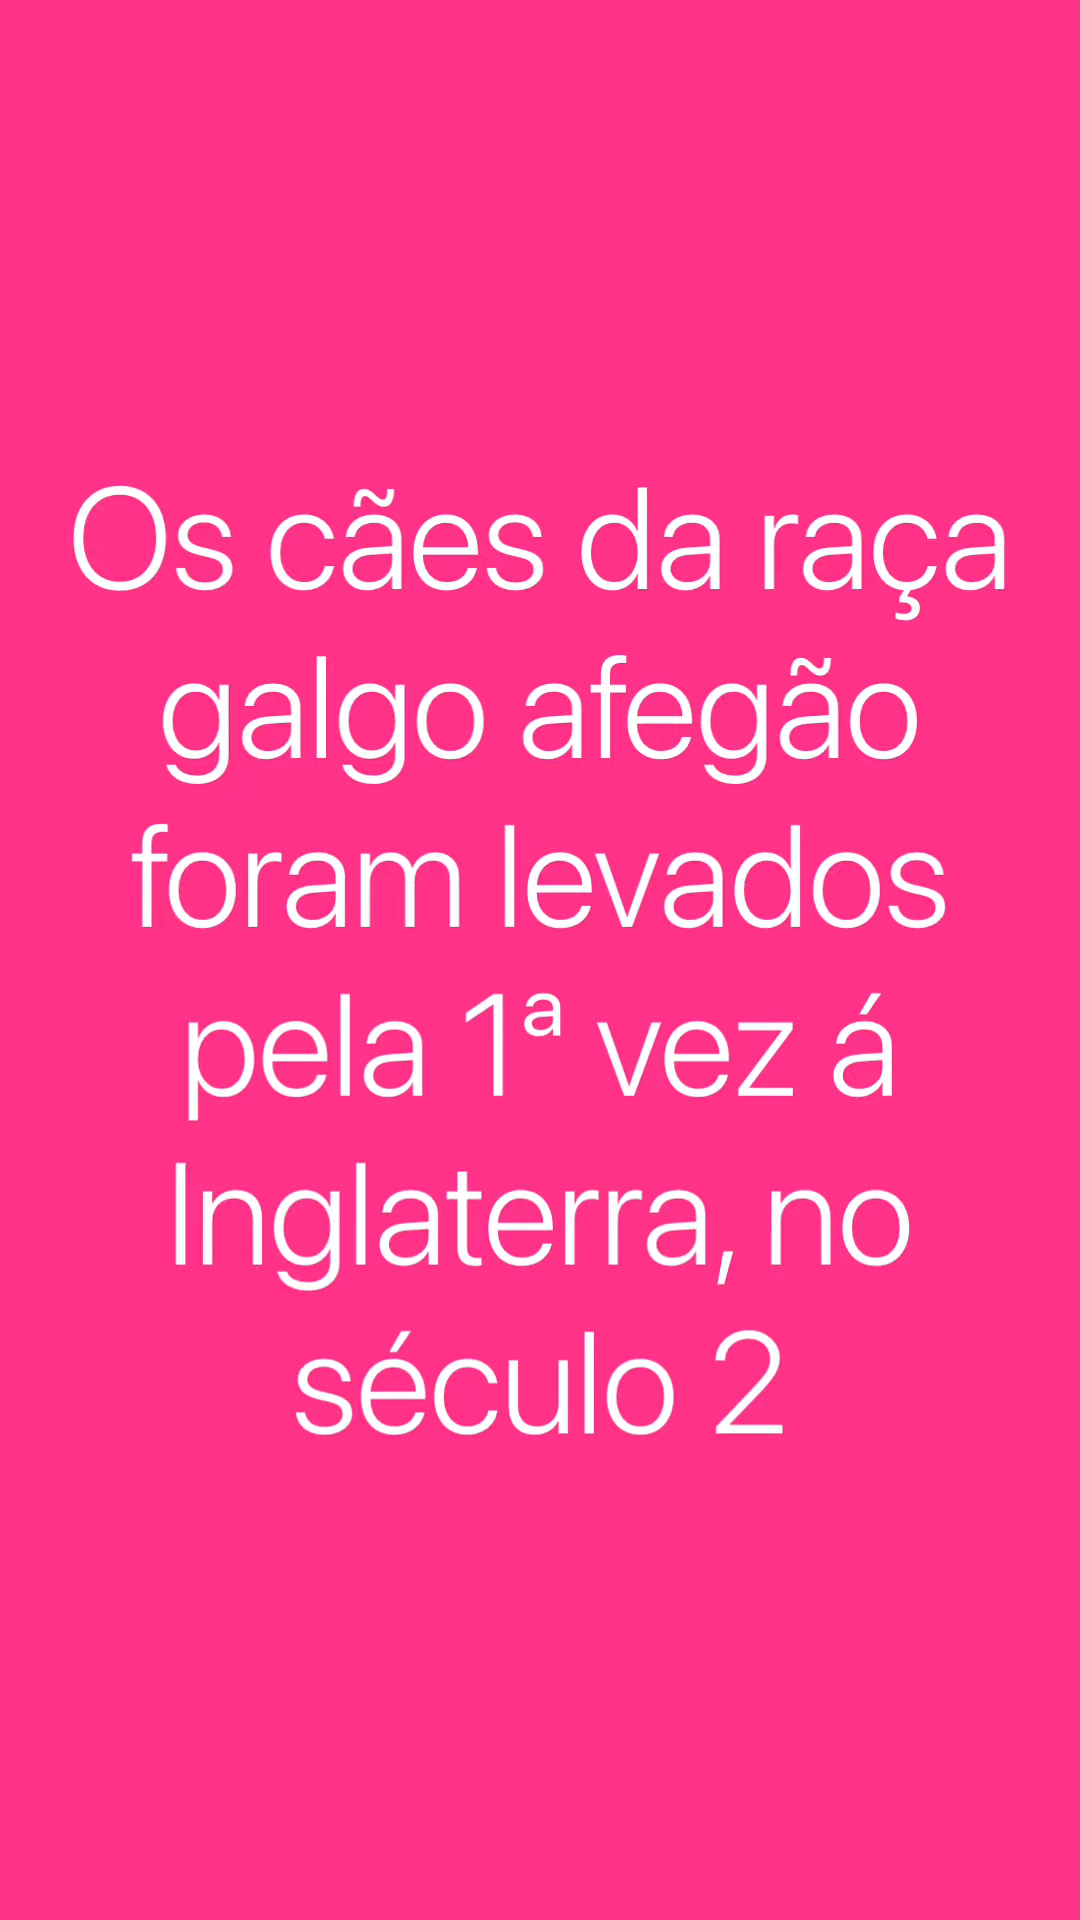 Os cães da raça
galgo afegão
foram levados
pela 1ª vez á
Inglaterra, no
século 2